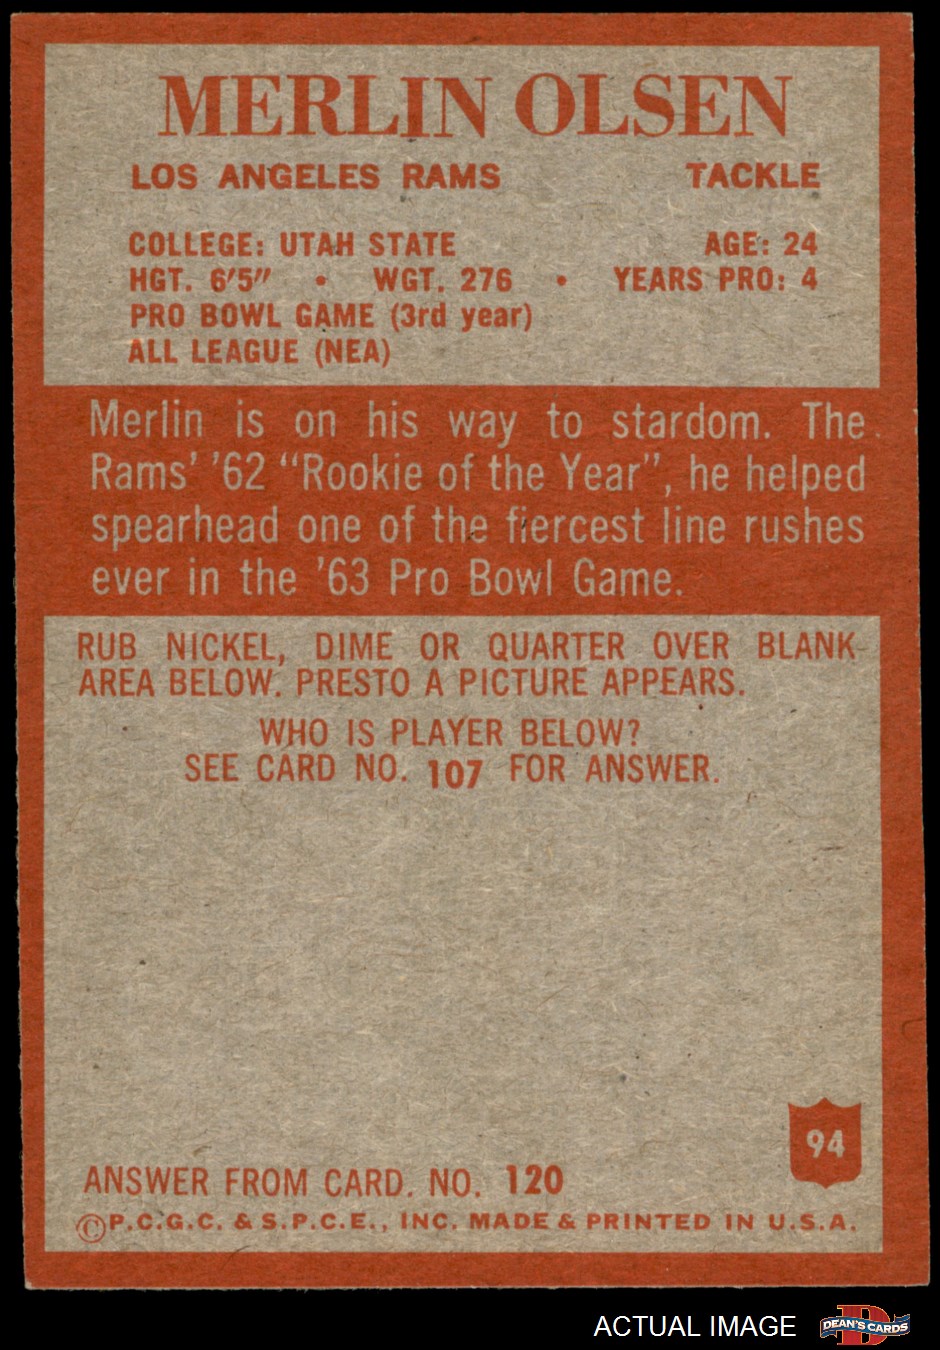 MERLIN OLSEN
LOS ANGELES RAMS TACKLE
COLLEGE: UTAH STATE AGE: 24
HGT. 6'5" • WGT. 276 • YEARS PRO: 4
PRO BOWL GAME (3rd year)
ALL LEAGUE (NEA)
Merlin is on his way to stardom. The
Rams' '62 "Rookie of the Year", he helped
spearhead one of the fiercest line rushes
ever in the '63 Pro Bowl Game.
RUB NICKEL, DIME OR QUARTER OVER BLANK
AREA BELOW. PRESTO A PICTURE APPEARS.
WHO IS PLAYER BELOW?
SEE CARD NO. 107 FOR ANSWER.
94
ANSWER FROM CARD. NO. 120
©P.C.G.C. & S.P.C.E., INC. MADE & PRINTED IN U.S.A.
ACTUAL IMAGE
D
DEAN'S CARDS